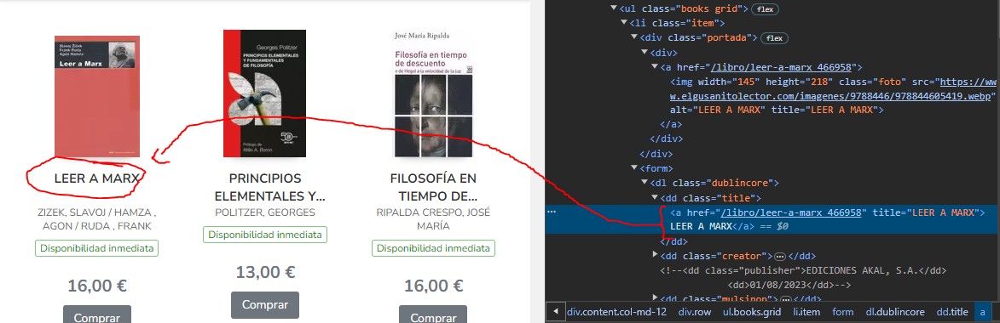 Slavoj Zizek
Frank Ruda
Agon Hamza
Leer a Marx
Georges Politzer
PRINCIPIOS ELEMENTALES
Y FUNDAMENTALES
DE FILOSOFÍA
50
Prólogo de
Atilio A. Boron
José María Ripalda
Filosofía en tiempo
de descuento
o de Hegel a la velocidad de la luz
LEER A MARX
ZIZEK, SLAVOJ / HAMZA ,
AGON / RUDA , FRANK
Disponibilidad inmediata
16,00 €
Comprar
PRINCIPIOS
ELEMENTALES Y...
POLITZER, GEORGES
Disponibilidad inmediata
13,00 €
Comprar
FILOSOFÍA EN
TIEMPO DE...
RIPALDA CRESPO, JOSÉ
MARÍA
Disponibilidad inmediata
16,00 €
Comprar
<ul class="books grid"> flex
<li class="item">
<div class="portada"> flex
<div>
<a href="/libro/leer-a-marx_466958">
<img width="145" height="218" class="foto" src="https://ww
w.elgusanitolector.com/imagenes/9788446/978844605419.webp"
alt="LEER A MARX" title="LEER A MARX">
</a>
</div>
</div>
<form>
<dl class="dublincore">
<dd class="title">
<a href="/libro/leer-a-marx_466958" title="LEER A MARX">
LEER A MARX</a> == $0
</dd>
<dd class="creator">…</dd>
<!--<dd class="publisher">EDICIONES AKAL, S.A.</dd>
<dd>01/08/2023</dd>-->
<dd class="mulsinop">…</dd>
div.content.col-md-12 div.row ul.books.grid li.item form dl.dublincore dd.title a